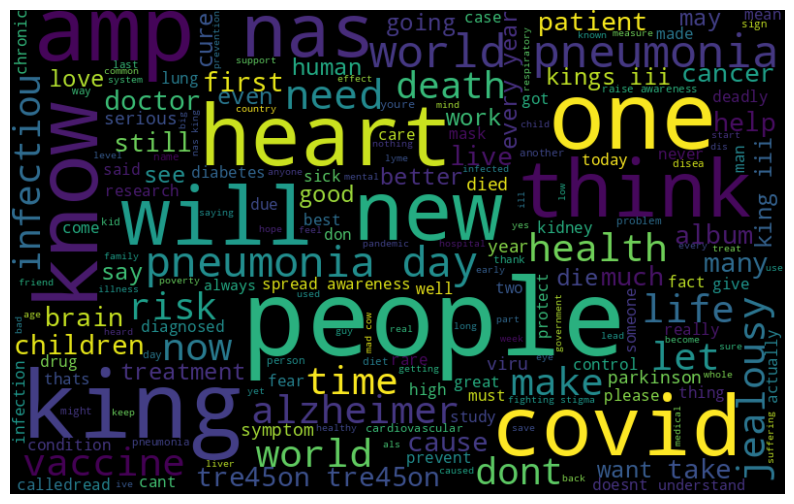 amp nas world going case may mean
chronic last support cure patient made sign
common effect youre known measure prevention respiratory
system love lung first human need death every year pneumonia
way doctor even country mind got kings iii cancer
big serious still heart care work mask one raise awareness deadly
know name level said see diabetes sick live today never help
infectiou research nothing anyone lyme infected child another start dis disea man
come due good better died think album king iii
kid saying best don mental ill low yes problem
will new year kidney every treat
friend family hope feel pandemic hospital thank health many use
say illness pneumonia day early two die much fact give
poverty always spread awareness well protect someone
bad age risk used guy real long part government really life
brain diagnosed people week eye lead become sure actually
children now day person mad cow rare control let whole
drug treatment yet fear time diet getting viru parkinson please thing
infection thats king high great make must fighting stigma medical suffering jealousy
might keep alzheimer study
condition pneumonia symptom healthy cardiovascular cause prevent covid
vaccine liver world als caused save
calledread ive cant tre45on tre45on dont back want take
doesnt understand